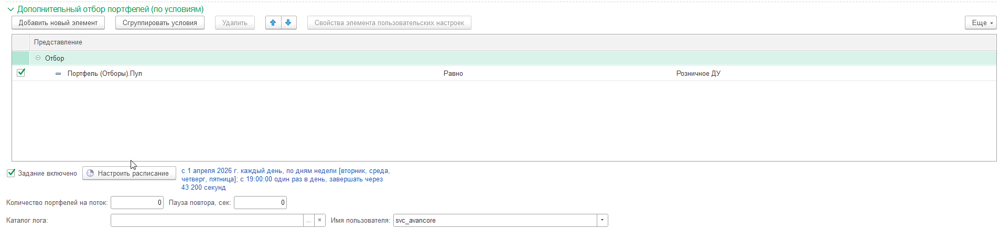 Дополнительный отбор портфелей (по условиям)
Добавить новый элемент Сгруппировать условия Удалить Свойства элемента пользовательских настроек Еще
Представление
Отбор
Портфель (Отборы).Пул Равно Розничное ДУ
Задание включено Настроить расписание с 1 апреля 2026 г. каждый день, по дням недели [вторник, среда,
четверг, пятница]; с 19:00:00 один раз в день, завершать через
43 200 секунд
Количество портфелей на поток: 0 Пауза повтора, сек: 0
Каталог лога: ... × Имя пользователя: svc_avancore